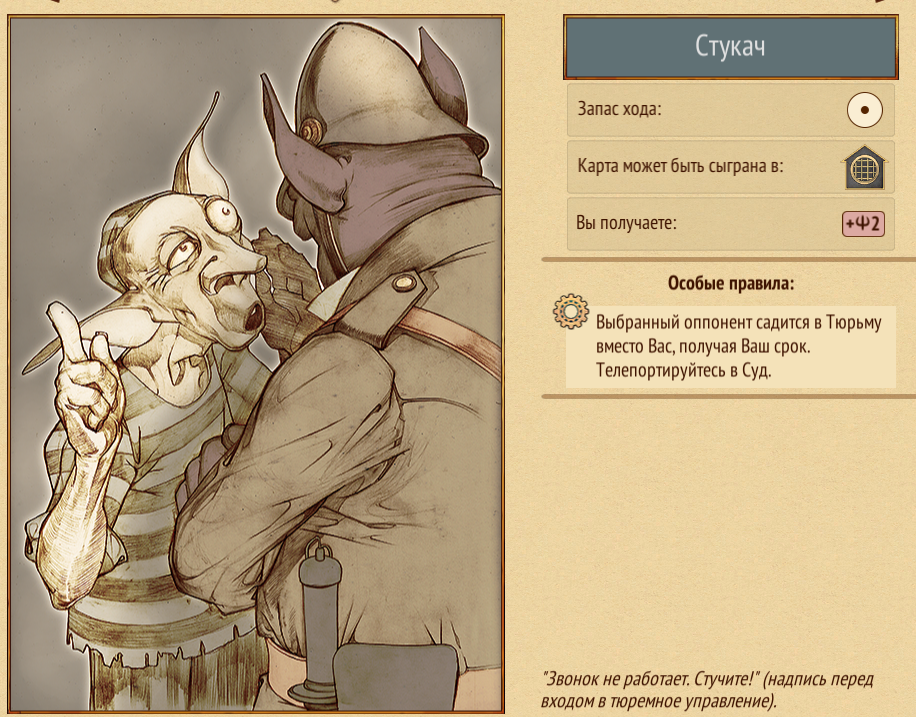 Стукач
Запас хода:
Карта может быть сыграна в:
Вы получаете:
+Ψ2
Особые правила:
Выбранный оппонент садится в Тюрьму
вместо Вас, получая Ваш срок.
Телепортируйтесь в Суд.
"Звонок не работает. Стучите!" (надпись перед
входом в тюремное управление).